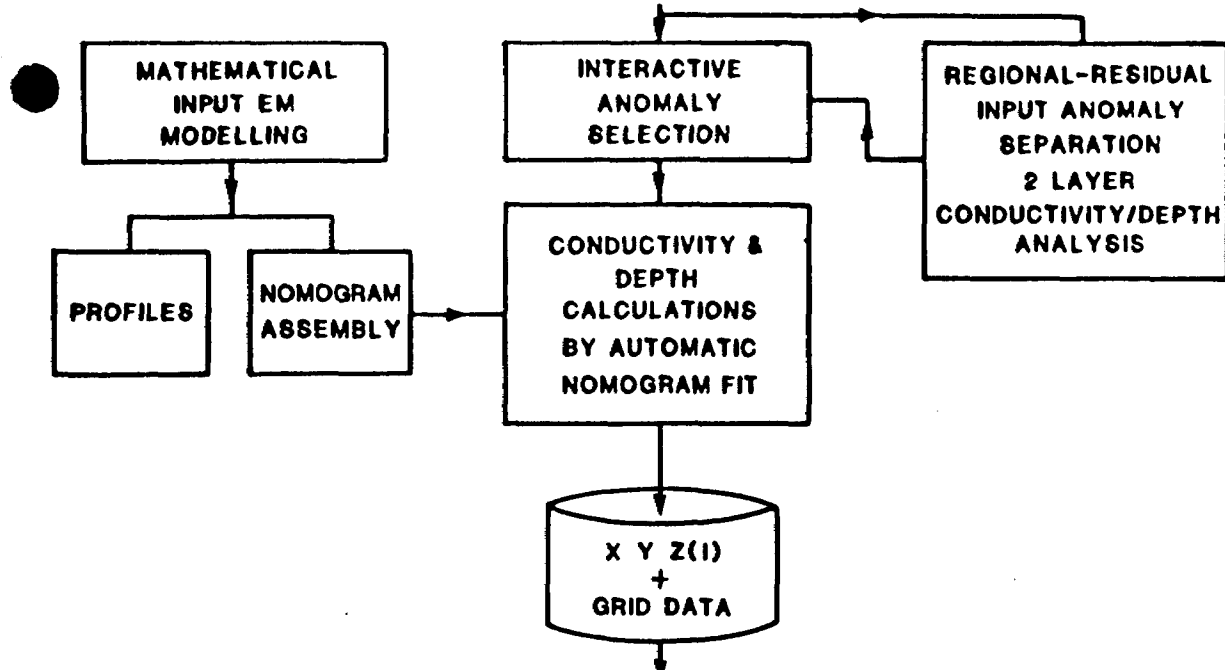 MATHEMATICAL
INPUT EM
MODELLING
INTERACTIVE
ANOMALY
SELECTION
REGIONAL-RESIDUAL
INPUT ANOMALY
SEPARATION
2 LAYER
CONDUCTIVITY/DEPTH
ANALYSIS
PROFILES
NOMOGRAM
ASSEMBLY
CONDUCTIVITY &
DEPTH
CALCULATIONS
BY AUTOMATIC
NOMOGRAM FIT
X Y Z(I)
+
GRID DATA